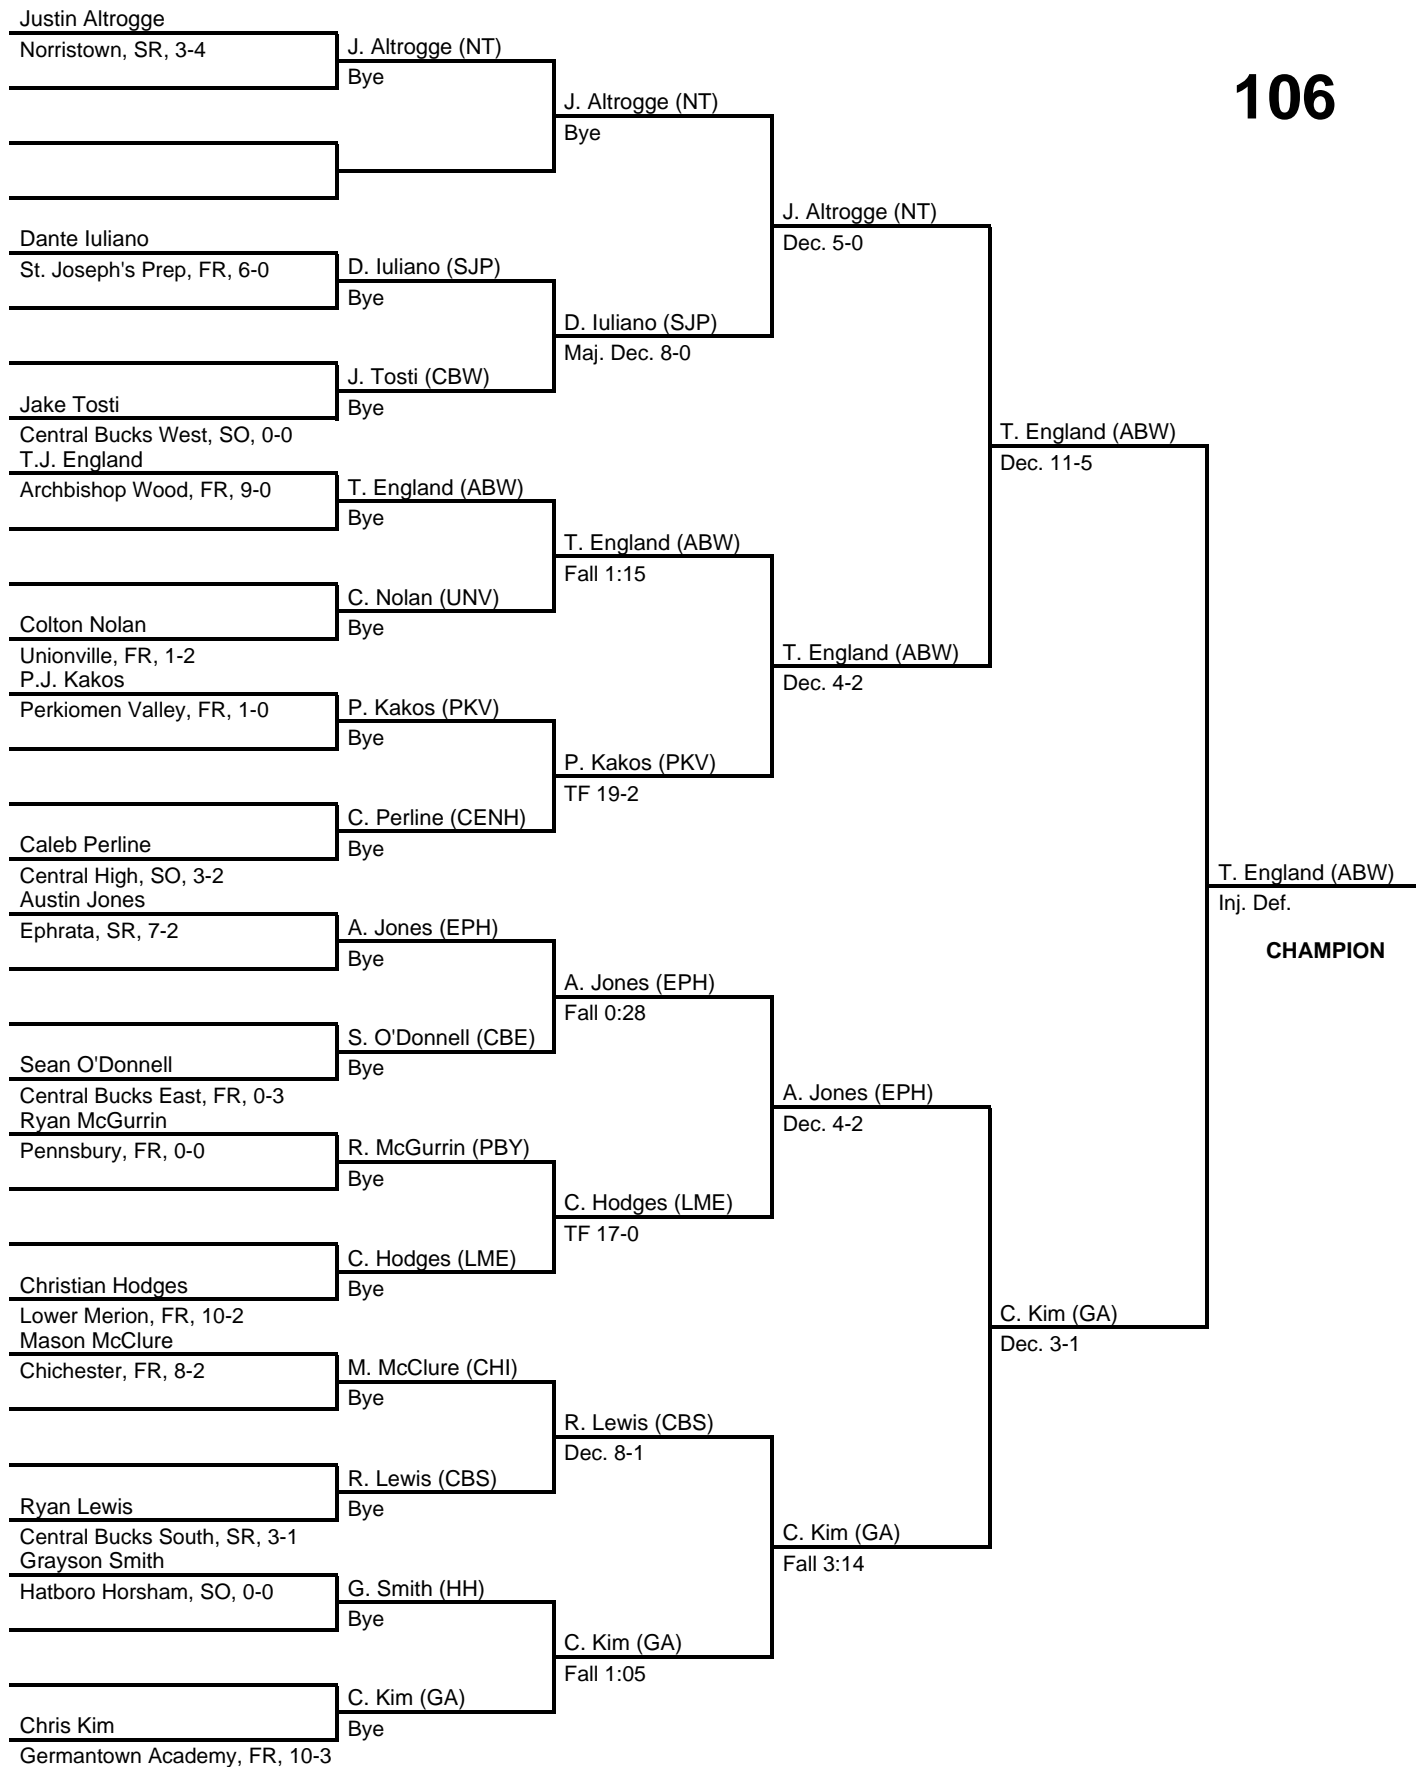 106
Justin Altrogge
Norristown, SR, 3-4
Dante Iuliano
St. Joseph's Prep, FR, 6-0
Jake Tosti
Central Bucks West, SO, 0-0
T.J. England
Archbishop Wood, FR, 9-0
Colton Nolan
Unionville, FR, 1-2
P.J. Kakos
Perkiomen Valley, FR, 1-0
Caleb Perline
Central High, SO, 3-2
Austin Jones
Ephrata, SR, 7-2
Sean O'Donnell
Central Bucks East, FR, 0-3
Ryan McGurrin
Pennsbury, FR, 0-0
Christian Hodges
Lower Merion, FR, 10-2
Mason McClure
Chichester, FR, 8-2
Ryan Lewis
Central Bucks South, SR, 3-1
Grayson Smith
Hatboro Horsham, SO, 0-0
Chris Kim
Germantown Academy, FR, 10-3
J. Altrogge (NT)
Bye
D. Iuliano (SJP)
Bye
J. Tosti (CBW)
Bye
T. England (ABW)
Bye
C. Nolan (UNV)
Bye
P. Kakos (PKV)
Bye
C. Perline (CENH)
Bye
A. Jones (EPH)
Bye
S. O'Donnell (CBE)
Bye
R. McGurrin (PBY)
Bye
C. Hodges (LME)
Bye
M. McClure (CHI)
Bye
R. Lewis (CBS)
Bye
G. Smith (HH)
Bye
C. Kim (GA)
Bye
J. Altrogge (NT)
Bye
D. Iuliano (SJP)
Maj. Dec. 8-0
T. England (ABW)
Fall 1:15
P. Kakos (PKV)
TF 19-2
A. Jones (EPH)
Fall 0:28
C. Hodges (LME)
TF 17-0
R. Lewis (CBS)
Dec. 8-1
C. Kim (GA)
Fall 1:05
J. Altrogge (NT)
Dec. 5-0
T. England (ABW)
Dec. 4-2
A. Jones (EPH)
Dec. 4-2
C. Kim (GA)
Fall 3:14
T. England (ABW)
Dec. 11-5
C. Kim (GA)
Dec. 3-1
T. England (ABW)
Inj. Def.
CHAMPION